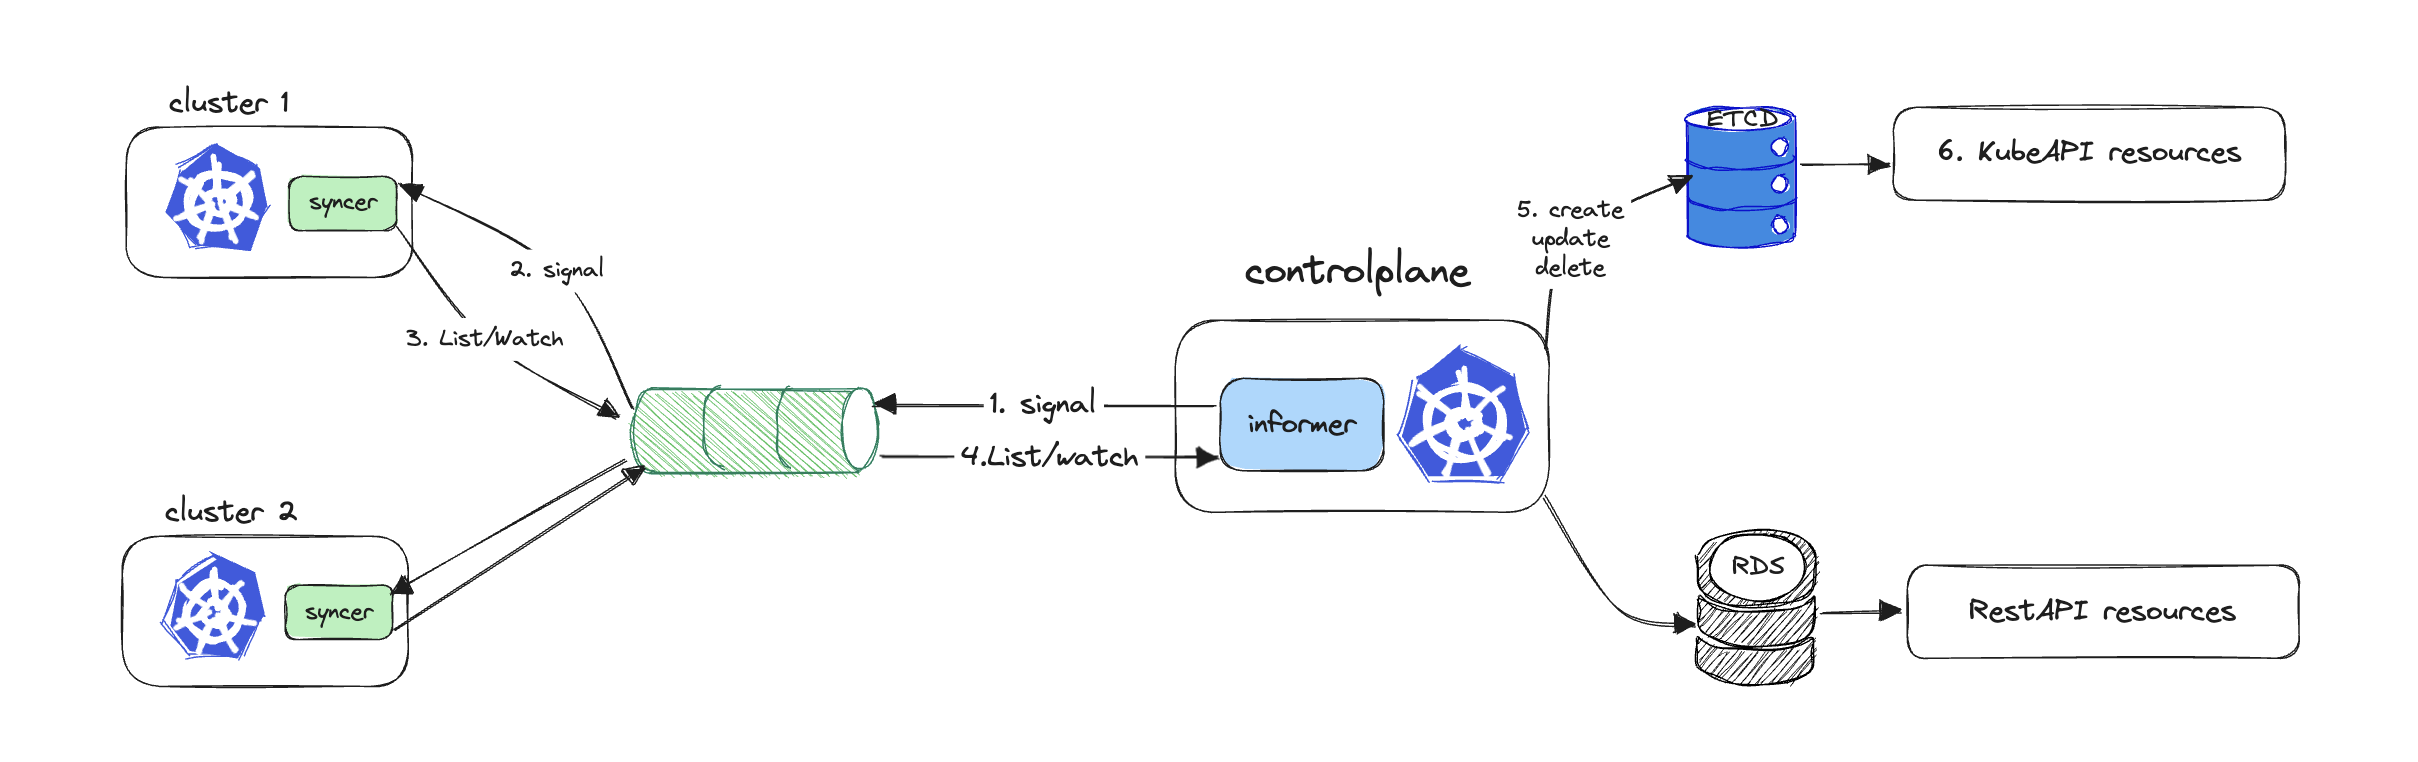 cluster 1
syncer
2. signal
3. List/Watch
cluster 2
syncer
1. signal
4.List/watch
controlplane
informer
5. create
update
delete
ETCD
6. KubeAPI resources
RDS
RestAPI resources